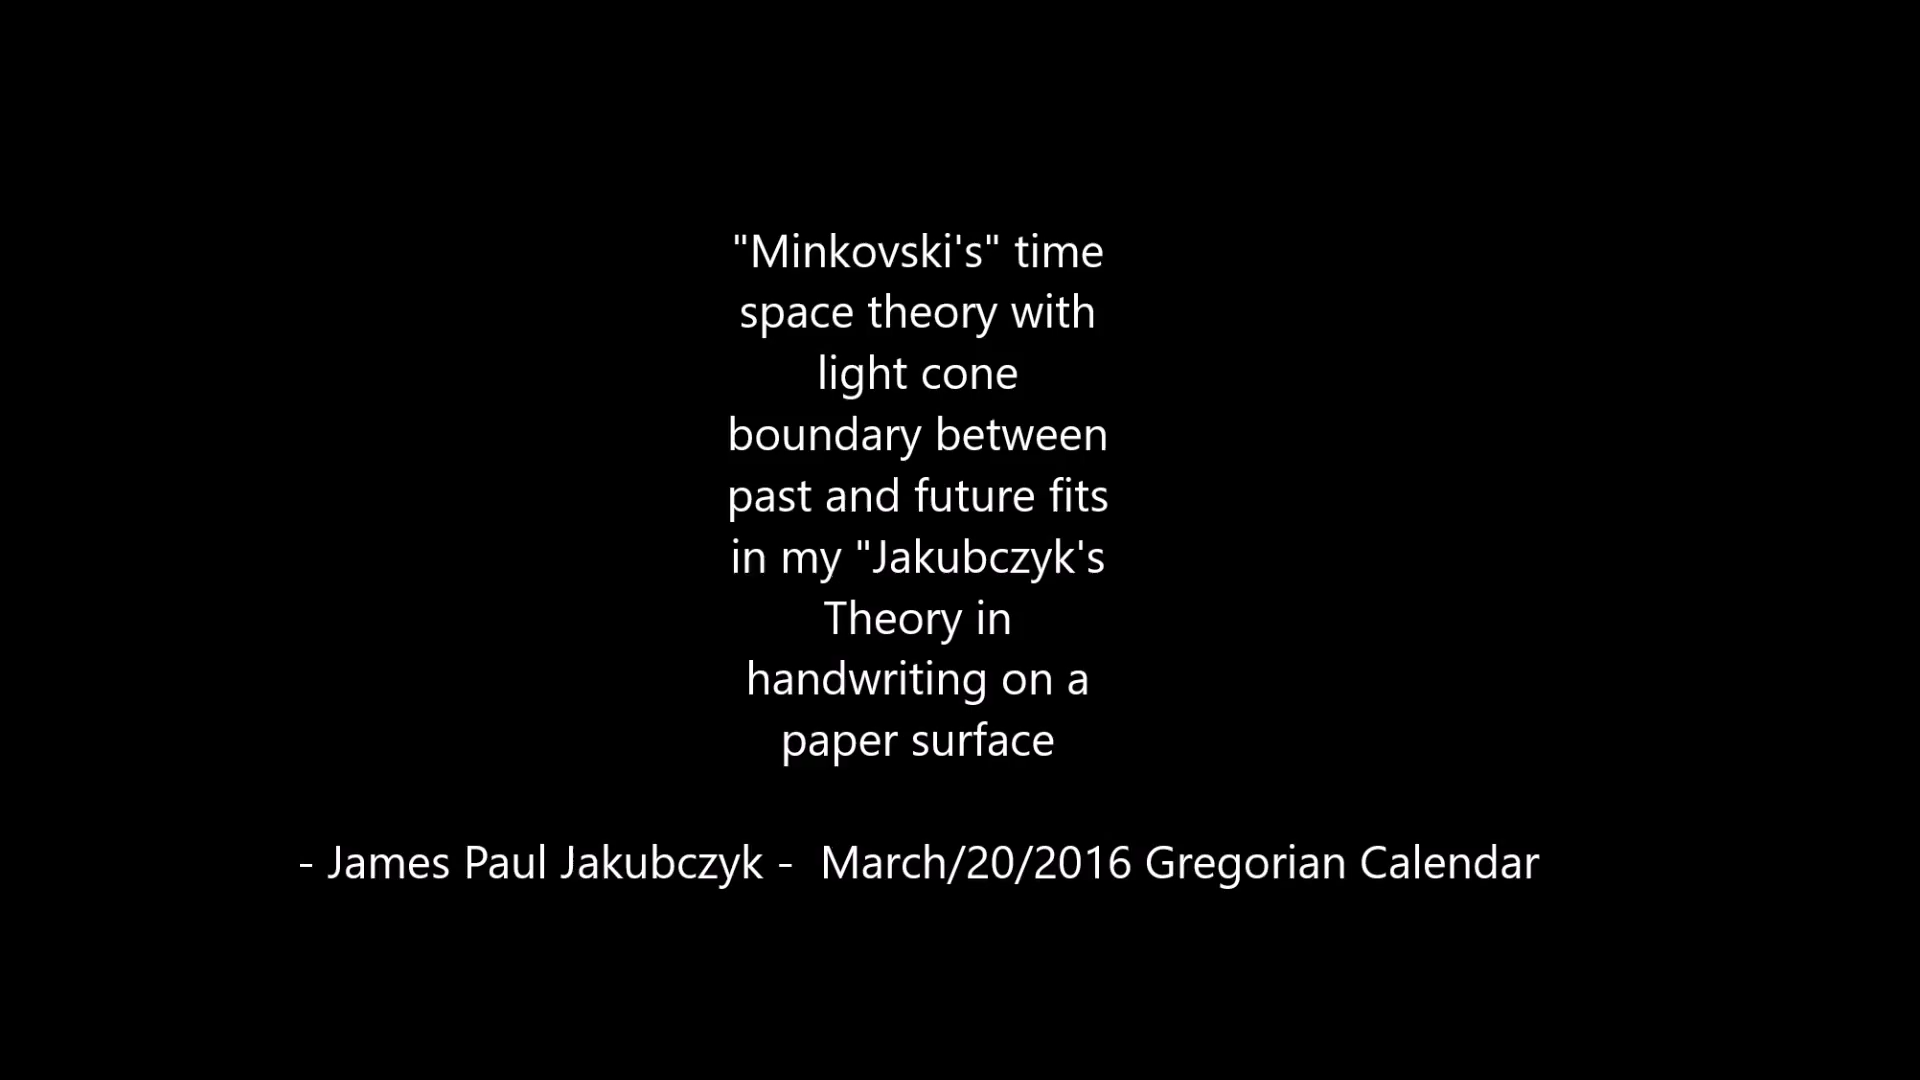 "Minkovski's" time
space theory with
light cone
boundary between
past and future fits
in my "Jakubczyk's
Theory in
handwriting on a
paper surface
- James Paul Jakubczyk -  March/20/2016 Gregorian Calendar